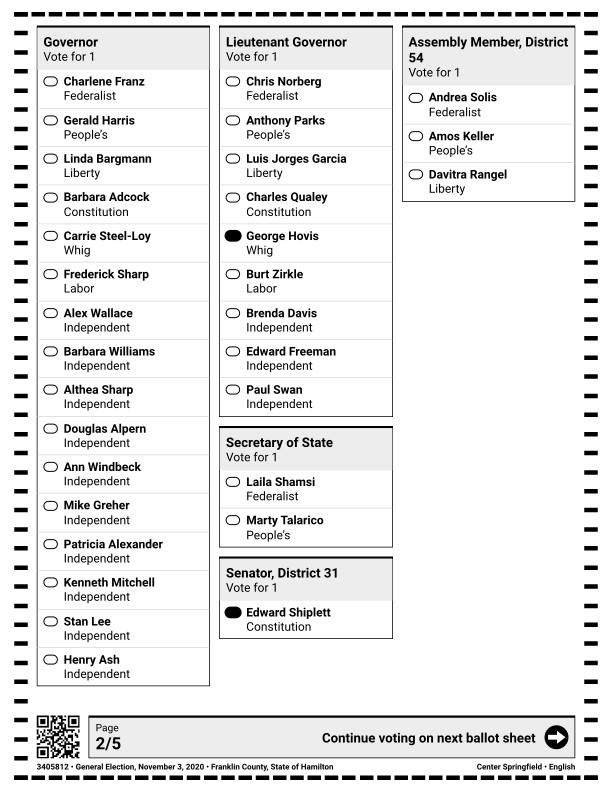 Governor
Vote for 1
Charlene Franz
Federalist
Gerald Harris
People's
Linda Bargmann
Liberty
Barbara Adcock
Constitution
Carrie Steel-Loy
Whig
Frederick Sharp
Labor
Alex Wallace
Independent
Barbara Williams
Independent
Althea Sharp
Independent
Douglas Alpern
Independent
Ann Windbeck
Independent
Mike Greher
Independent
Patricia Alexander
Independent
Kenneth Mitchell
Independent
Stan Lee
Independent
Henry Ash
Independent
Lieutenant Governor
Vote for 1
Chris Norberg
Federalist
Anthony Parks
People's
Luis Jorges Garcia
Liberty
Charles Qualey
Constitution
George Hovis
Whig
Burt Zirkle
Labor
Brenda Davis
Independent
Edward Freeman
Independent
Paul Swan
Independent
Secretary of State
Vote for 1
Laila Shamsi
Federalist
Marty Talarico
People's
Senator, District 31
Vote for 1
Edward Shiplett
Constitution
Assembly Member, District
54
Vote for 1
Andrea Solis
Federalist
Amos Keller
People's
Davitra Rangel
Liberty
Page
2/5
Continue voting on next ballot sheet
3405812 • General Election, November 3, 2020 • Franklin County, State of Hamilton
Center Springfield • English